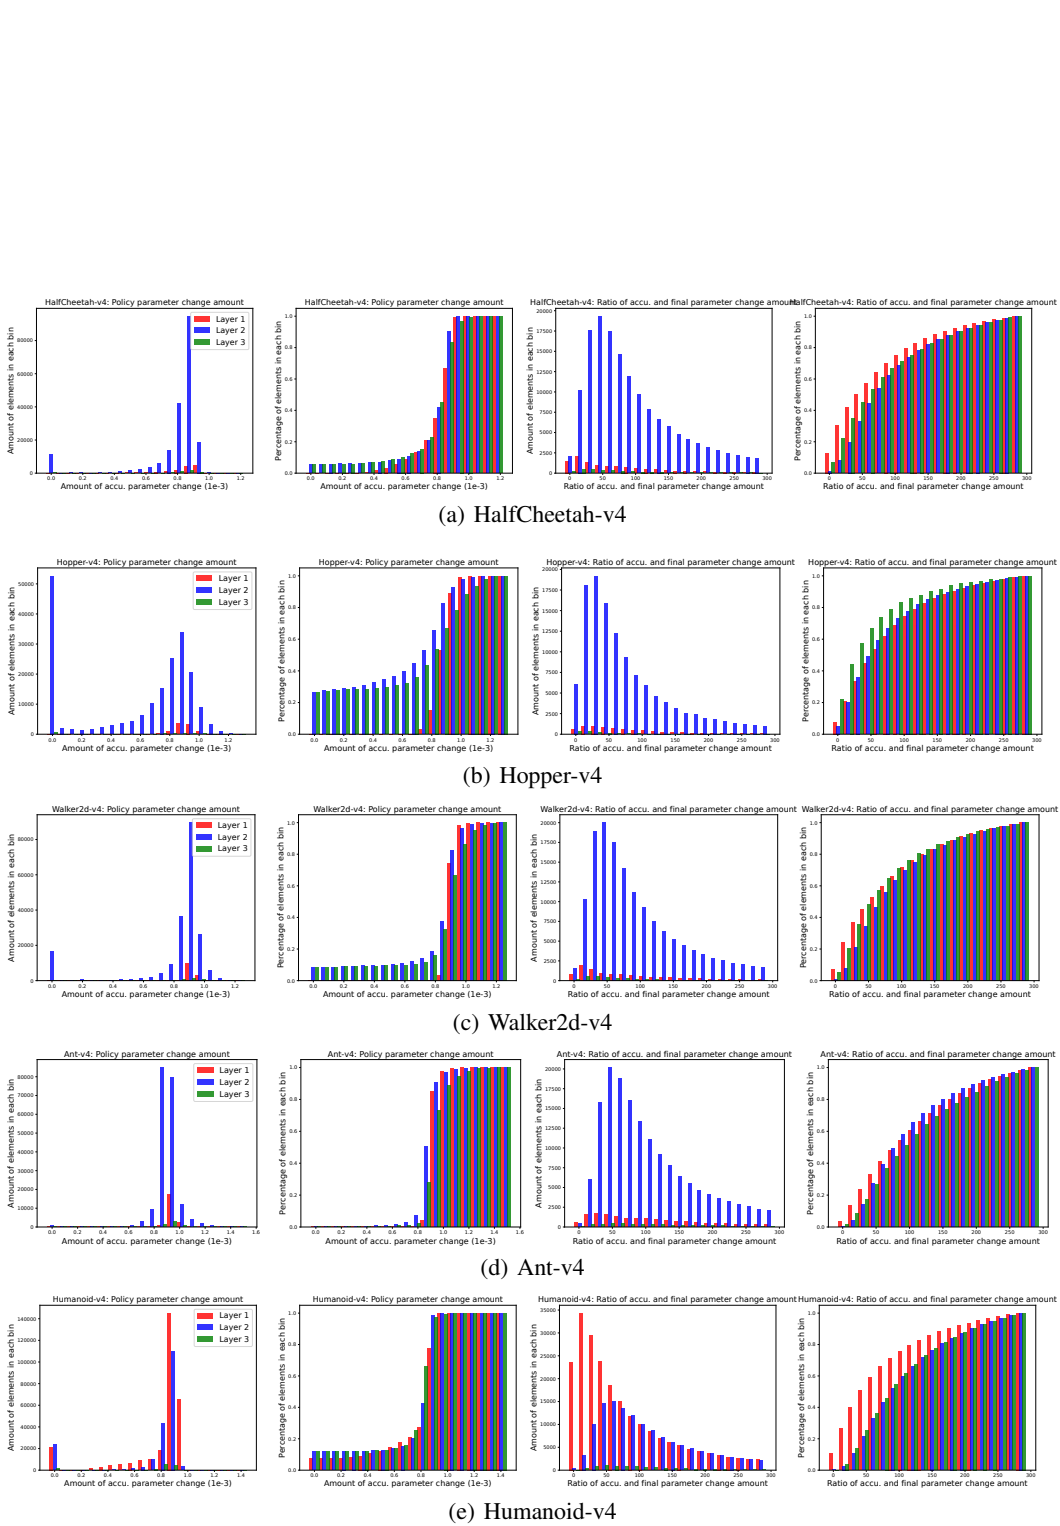 HalfCheetah-v4: Policy parameter change amount
Amount of elements in each bin
Layer 1
Layer 2
Layer 3
Amount of accu. parameter change (1e-3)
HalfCheetah-v4: Policy parameter change amount
Percentage of elements in each bin
Amount of accu. parameter change (1e-3)
HalfCheetah-v4: Ratio of accu. and final parameter change amount
Amount of elements in each bin
Ratio of accu. and final parameter change amount
HalfCheetah-v4: Ratio of accu. and final parameter change amount
Percentage of elements in each bin
Ratio of accu. and final parameter change amount
(a) HalfCheetah-v4
Hopper-v4: Policy parameter change amount
Amount of elements in each bin
Layer 1
Layer 2
Layer 3
Amount of accu. parameter change (1e-3)
Hopper-v4: Policy parameter change amount
Percentage of elements in each bin
Amount of accu. parameter change (1e-3)
Hopper-v4: Ratio of accu. and final parameter change amount
Amount of elements in each bin
Ratio of accu. and final parameter change amount
Hopper-v4: Ratio of accu. and final parameter change amount
Percentage of elements in each bin
Ratio of accu. and final parameter change amount
(b) Hopper-v4
Walker2d-v4: Policy parameter change amount
Amount of elements in each bin
Layer 1
Layer 2
Layer 3
Amount of accu. parameter change (1e-3)
Walker2d-v4: Policy parameter change amount
Percentage of elements in each bin
Amount of accu. parameter change (1e-3)
Walker2d-v4: Ratio of accu. and final parameter change amount
Amount of elements in each bin
Ratio of accu. and final parameter change amount
Walker2d-v4: Ratio of accu. and final parameter change amount
Percentage of elements in each bin
Ratio of accu. and final parameter change amount
(c) Walker2d-v4
Ant-v4: Policy parameter change amount
Amount of elements in each bin
Layer 1
Layer 2
Layer 3
Amount of accu. parameter change (1e-3)
Ant-v4: Policy parameter change amount
Percentage of elements in each bin
Amount of accu. parameter change (1e-3)
Ant-v4: Ratio of accu. and final parameter change amount
Amount of elements in each bin
Ratio of accu. and final parameter change amount
Ant-v4: Ratio of accu. and final parameter change amount
Percentage of elements in each bin
Ratio of accu. and final parameter change amount
(d) Ant-v4
Humanoid-v4: Policy parameter change amount
Amount of elements in each bin
Layer 1
Layer 2
Layer 3
Amount of accu. parameter change (1e-3)
Humanoid-v4: Policy parameter change amount
Percentage of elements in each bin
Amount of accu. parameter change (1e-3)
Humanoid-v4: Ratio of accu. and final parameter change amount
Amount of elements in each bin
Ratio of accu. and final parameter change amount
Humanoid-v4: Ratio of accu. and final parameter change amount
Percentage of elements in each bin
Ratio of accu. and final parameter change amount
(e) Humanoid-v4